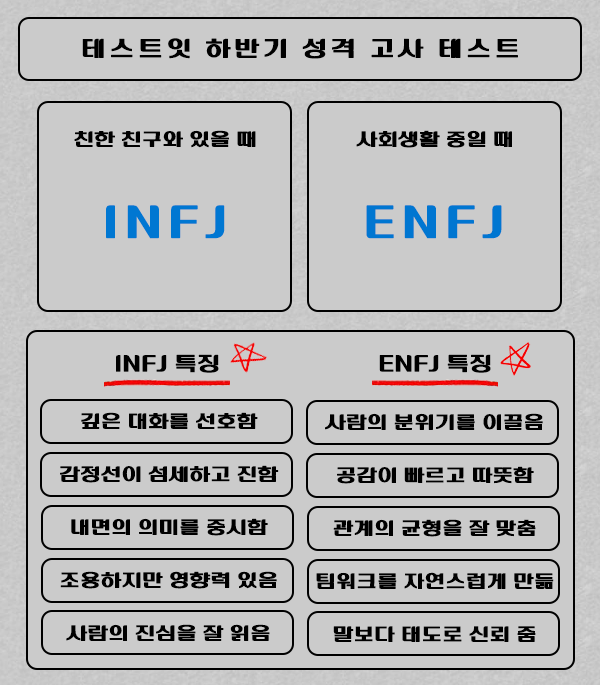 테스트잇 하반기 성격 고사 테스트
친한 친구와 있을 때
INFJ
사회생활 중일 때
ENFJ
INFJ 특징
깊은 대화를 선호함
감정선이 섬세하고 진함
내면의 의미를 중시함
조용하지만 영향력 있음
사람의 진심을 잘 읽음
ENFJ 특징
사람의 분위기를 이끌음
공감이 빠르고 따뜻함
관계의 균형을 잘 맞춤
팀워크를 자연스럽게 만듦
말보다 태도로 신뢰 줌